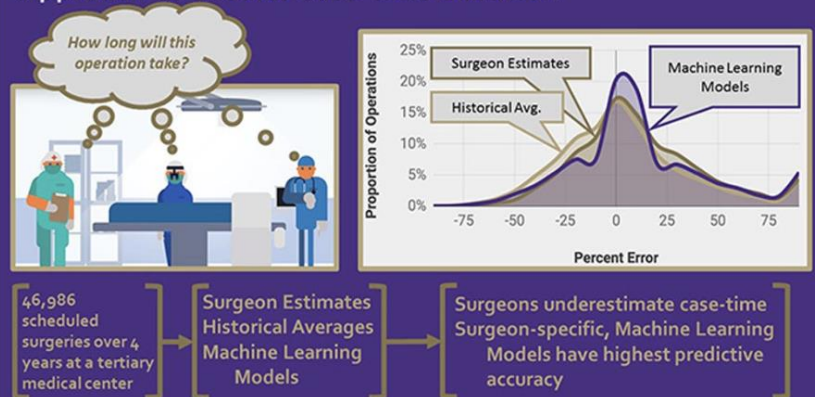 How long will this
operation take?
25%
20%
15%
10%
5%
0%
Proportion of Operations
Surgeon Estimates
Historical Avg.
Machine Learning
Models
-75
-50
-25
0
25
50
75
Percent Error
46,986
scheduled
surgeries over 4
years at a tertiary
medical center
Surgeon Estimates
Historical Averages
Machine Learning
Models
Surgeons underestimate case-time
Surgeon-specific, Machine Learning
Models have highest predictive
accuracy